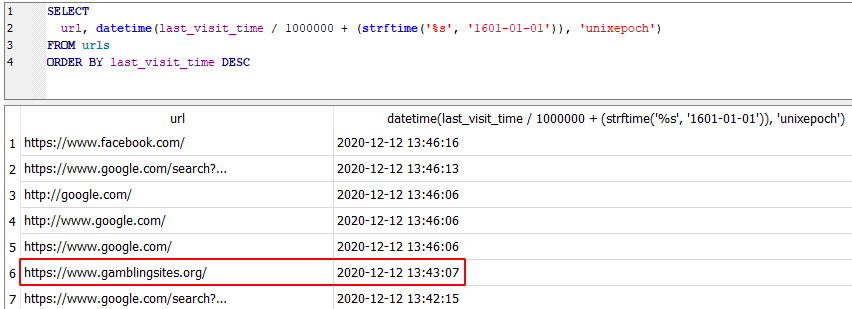 1 SELECT
2 url, datetime(last_visit_time / 1000000 + (strftime('%s', '1601-01-01')), 'unixepoch')
3 FROM urls
4 ORDER BY last_visit_time DESC
url datetime(last_visit_time / 1000000 + (strftime('%s', '1601-01-01')), 'unixepoch')
1 https://www.facebook.com/ 2020-12-12 13:46:16
2 https://www.google.com/search?... 2020-12-12 13:46:13
3 http://google.com/ 2020-12-12 13:46:06
4 http://www.google.com/ 2020-12-12 13:46:06
5 https://www.google.com/ 2020-12-12 13:46:06
6 https://www.gamblingsites.org/ 2020-12-12 13:43:07
7 https://www.google.com/search?... 2020-12-12 13:42:15